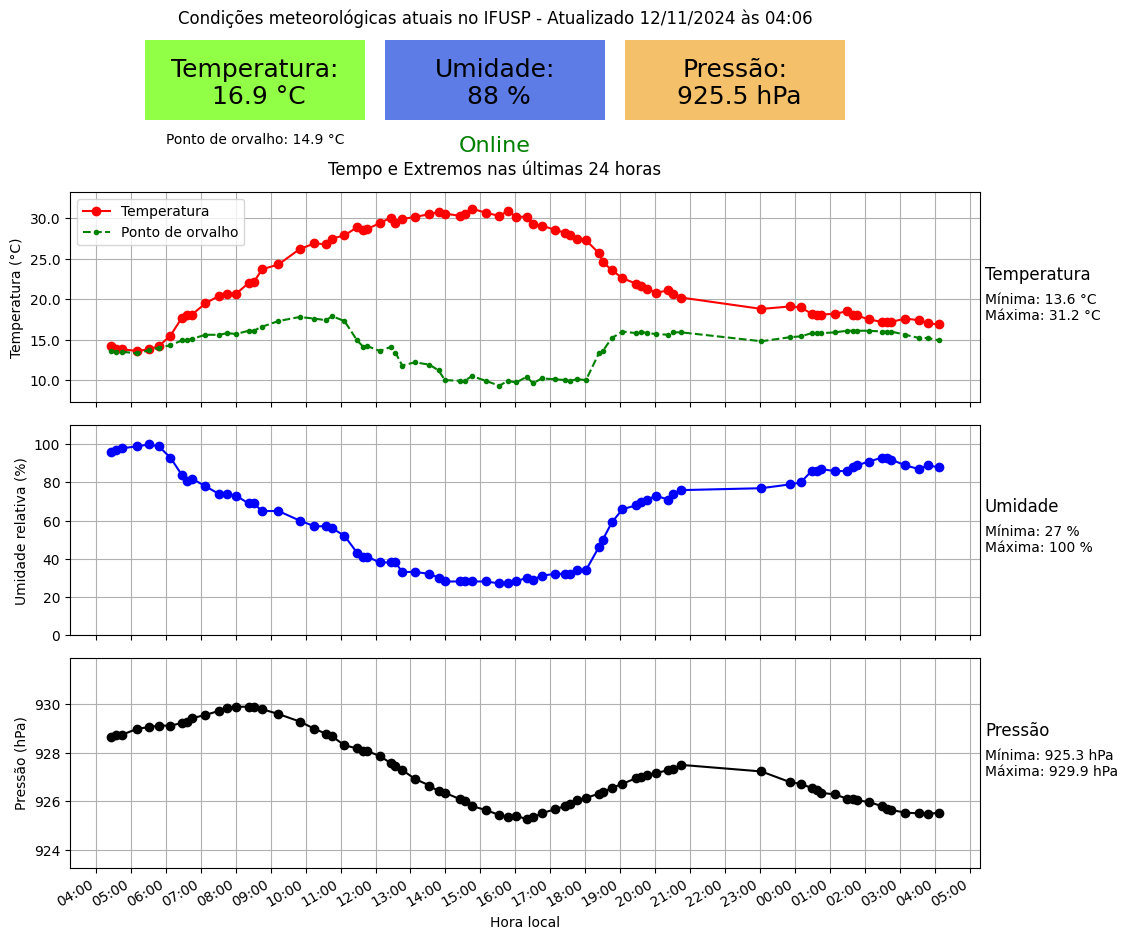 Condições meteorológicas atuais no IFUSP - Atualizado 12/11/2024 às 04:06
Temperatura:
16.9 °C
Umidade:
88 %
Pressão:
925.5 hPa
Ponto de orvalho: 14.9 °C
Online
Tempo e Extremos nas últimas 24 horas
Temperatura
Ponto de orvalho
Temperatura (°C)
30.0
25.0
20.0
15.0
10.0
Temperatura
Mínima: 13.6 °C
Máxima: 31.2 °C
Umidade relativa (%)
100
80
60
40
20
0
Umidade
Mínima: 27 %
Máxima: 100 %
Pressão (hPa)
930
928
926
924
Pressão
Mínima: 925.3 hPa
Máxima: 929.9 hPa
04:00 05:00 06:00 07:00 08:00 09:00 10:00 11:00 12:00 13:00 14:00 15:00 16:00 17:00 18:00 19:00 20:00 21:00 22:00 23:00 00:00 01:00 02:00 03:00 04:00 05:00
Hora local